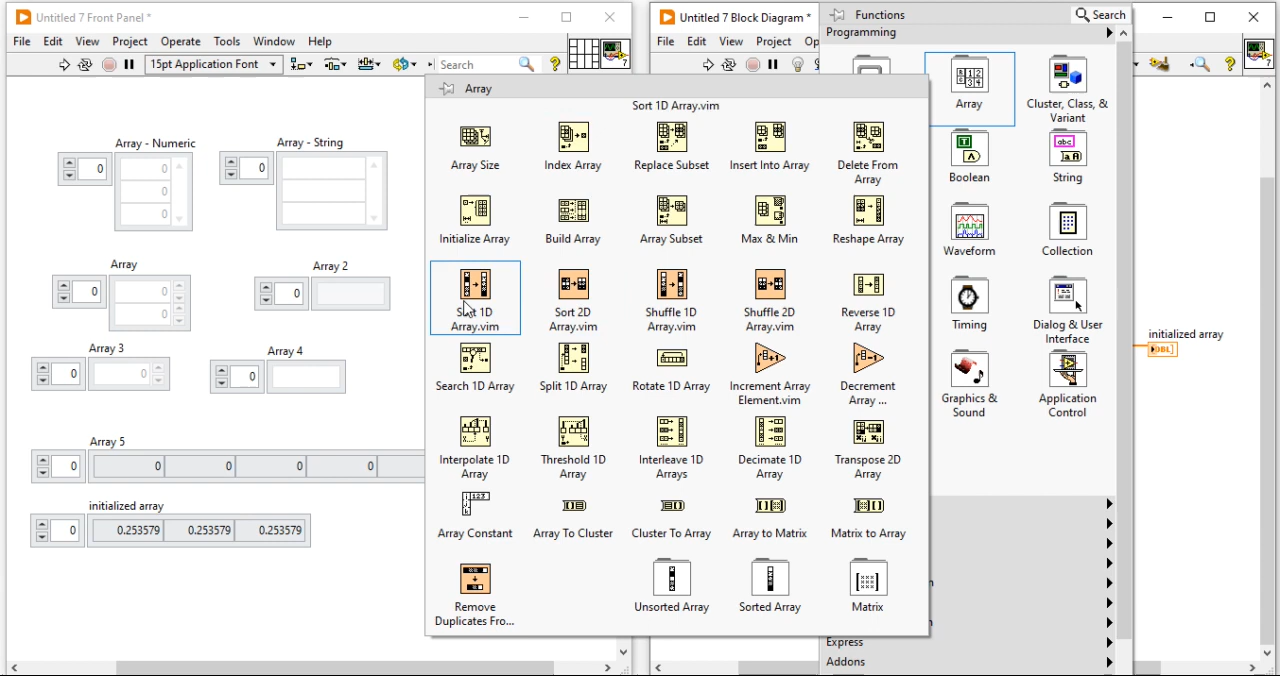 Untitled 7 Front Panel *
File Edit View Project Operate Tools Window Help
15pt Application Font
Search
Array - Numeric
0
0
0
0
Array - String
0
Array
0
0
0
Array 2
0
Array 3
0
0
Array 4
0
Array 5
0
0 0 0 0
initialized array
0
0.253579 0.253579 0.253579
Array
Sort 1D Array.vim
Array Size
Index Array
Replace Subset
Insert Into Array
Delete From
Array
Initialize Array
Build Array
Array Subset
Max & Min
Reshape Array
Sort 1D
Array.vim
Sort 2D
Array.vim
Shuffle 1D
Array.vim
Shuffle 2D
Array.vim
Reverse 1D
Array
Search 1D Array
Split 1D Array
Rotate 1D Array
Increment Array
Element.vim
Decrement
Array ...
Interpolate 1D
Array
Threshold 1D
Array
Interleave 1D
Arrays
Decimate 1D
Array
Transpose 2D
Array
Array Constant
Array To Cluster
Cluster To Array
Array to Matrix
Matrix to Array
Remove
Duplicates Fro...
Unsorted Array
Sorted Array
Matrix
Untitled 7 Block Diagram *
File Edit View Project Op
Functions
Search
Programming
Array
Cluster, Class, &
Variant
Boolean
String
Waveform
Collection
Timing
Dialog & User
Interface
Graphics &
Sound
Application
Control
Express
Addons
initialized array
DBL